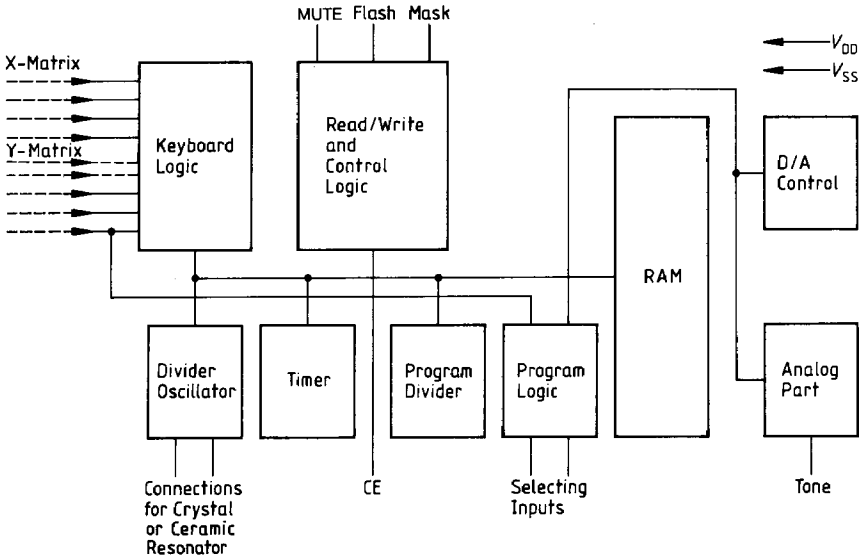 MUTE Flash Mask
V_DD
V_SS
X-Matrix
Y-Matrix
Keyboard
Logic
Read/Write
and
Control
Logic
RAM
D/A
Control
Divider
Oscillator
Timer
Program
Divider
Program
Logic
Analog
Part
Connections
for Crystal
or Ceramic
Resonator
CE
Selecting
Inputs
Tone